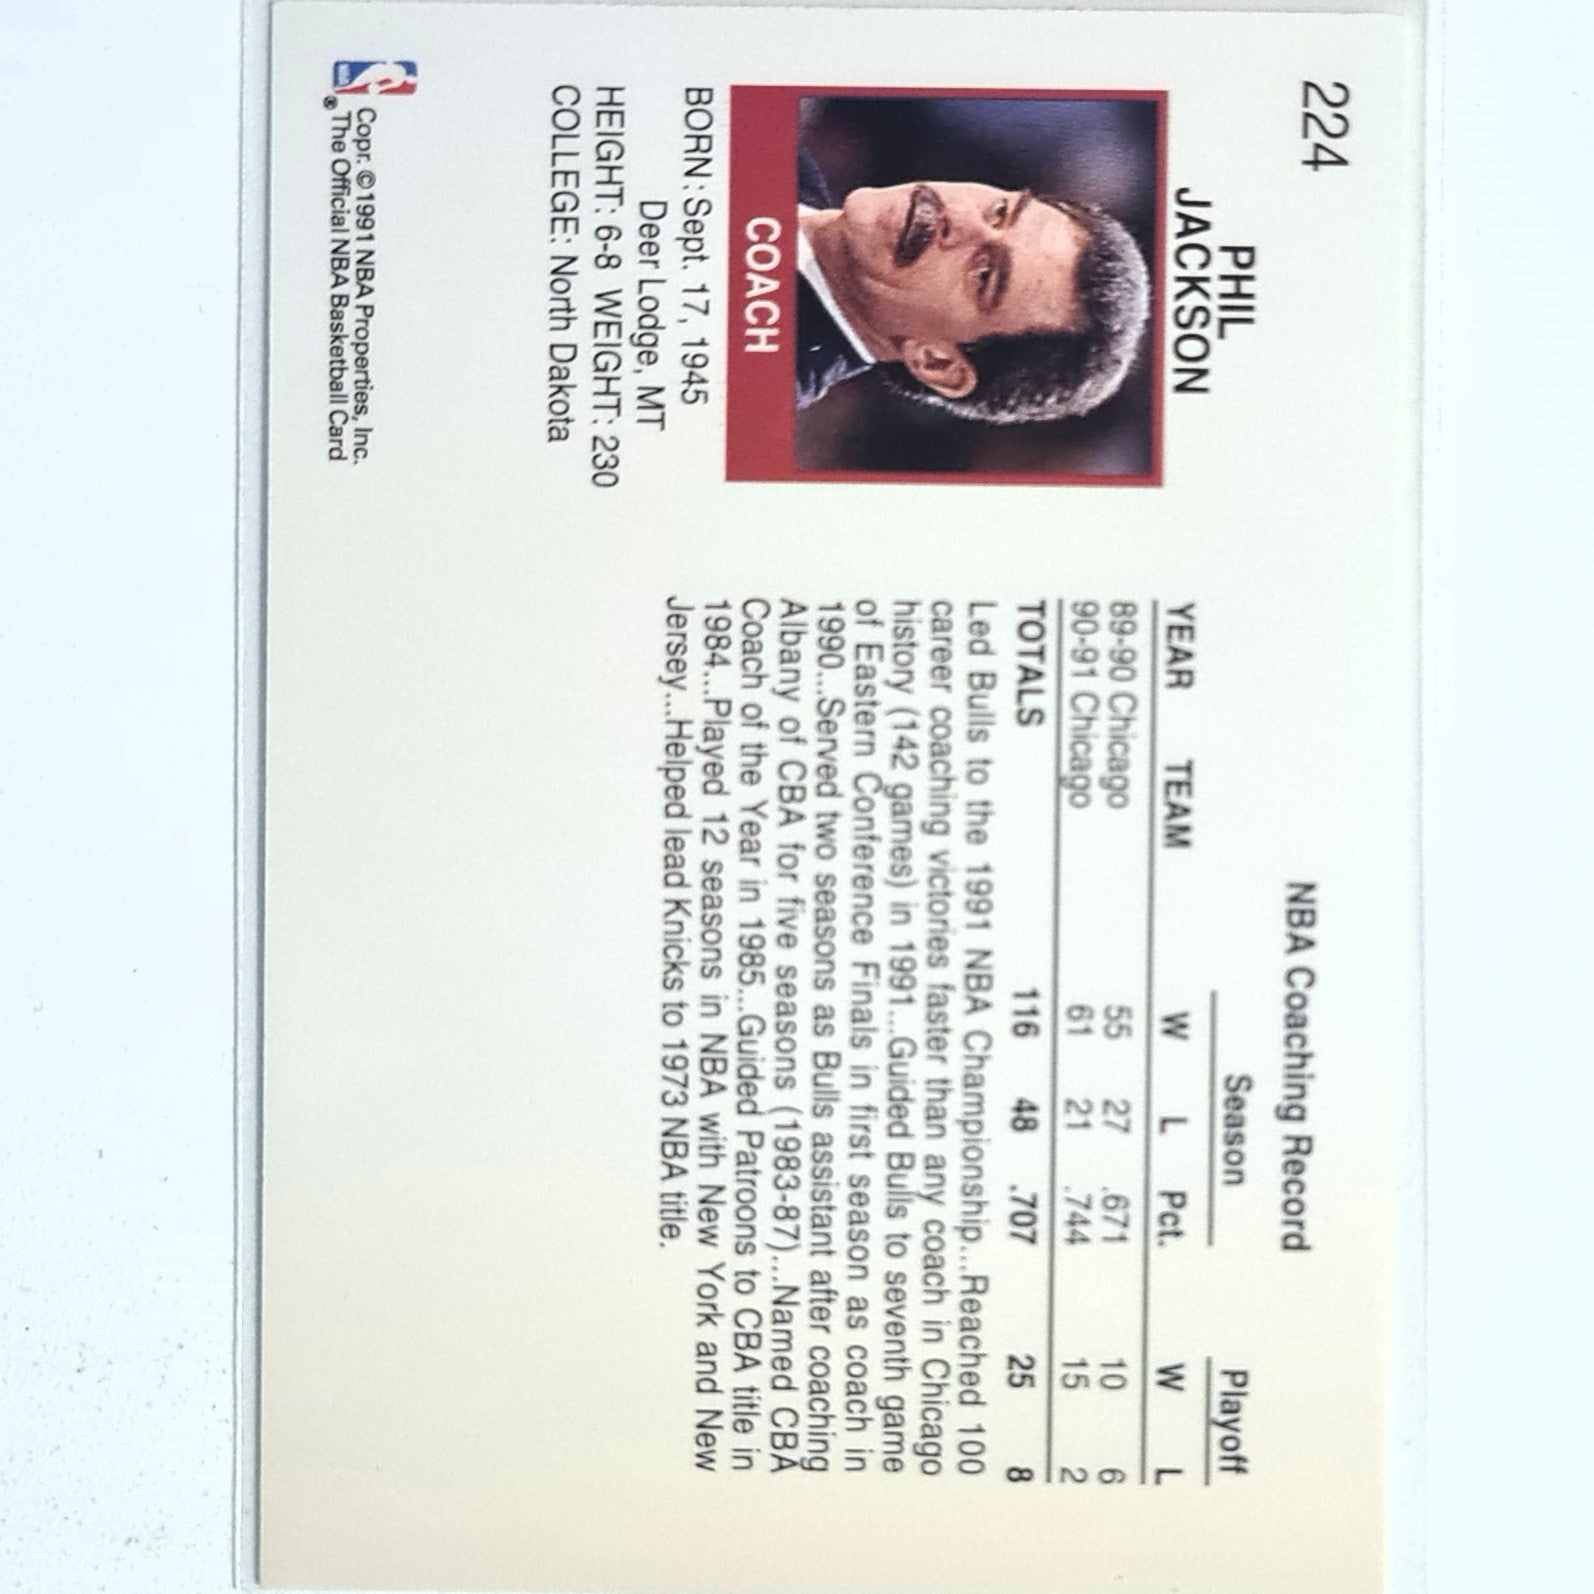 224
PHIL
JACKSON
COACH
BORN: Sept. 17, 1945
Deer Lodge, MT
HEIGHT: 6-8 WEIGHT: 230
COLLEGE: North Dakota
NBA
Copr. ©1991 NBA Properties, Inc.
® The Official NBA Basketball Card
NBA Coaching Record
Season Playoff
YEAR TEAM W L Pct. W L
89-90 Chicago 55 27 .671 10 6
90-91 Chicago 61 21 .744 15 2
TOTALS 116 48 .707 25 8
Led Bulls to the 1991 NBA Championship...Reached 100
career coaching victories faster than any coach in Chicago
history (142 games) in 1991...Guided Bulls to seventh game
of Eastern Conference Finals in first season as coach in
1990...Served two seasons as Bulls assistant after coaching
Albany of CBA for five seasons (1983-87)...Named CBA
Coach of the Year in 1985...Guided Patroons to CBA title in
1984...Played 12 seasons in NBA with New York and New
Jersey...Helped lead Knicks to 1973 NBA title.